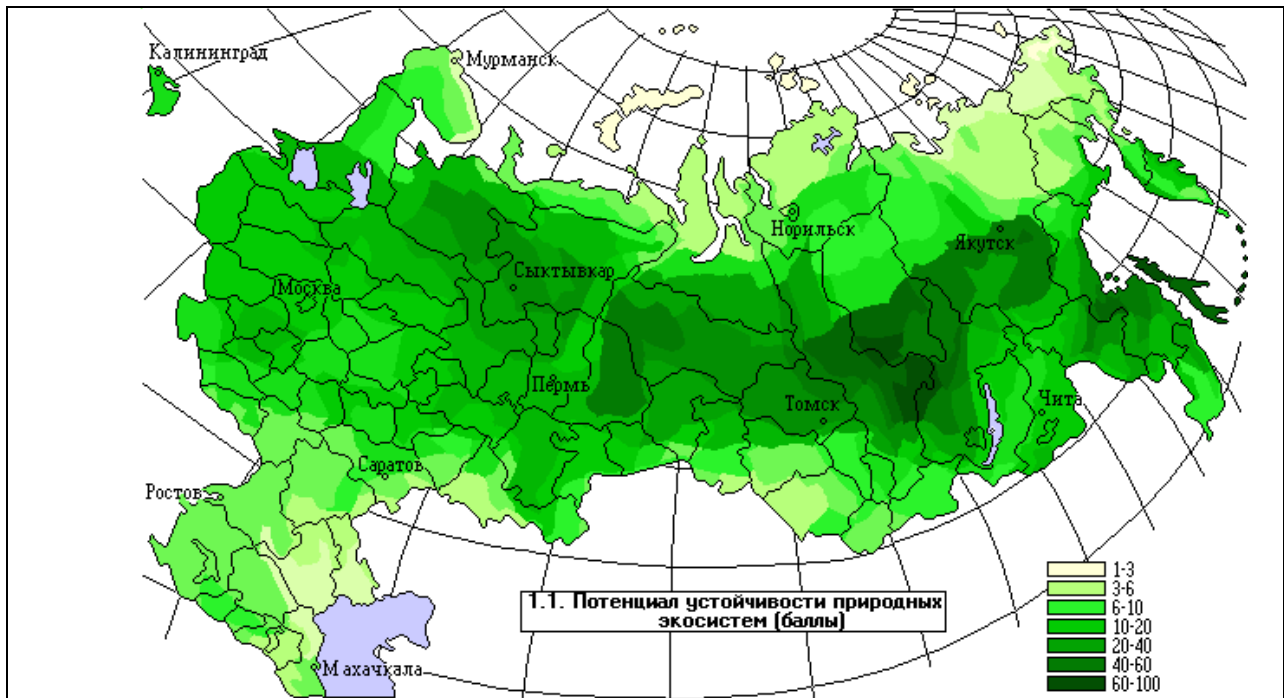 Калининград
Мурманск
Норильск
Якутск
Сыктывкар
Москва
Пермь
Томск
Чита
Саратов
Ростов
Махачкала
1.1. Потенциал устойчивости природных
экосистем (баллы)
1-3
3-6
6-10
10-20
20-40
40-60
60-100